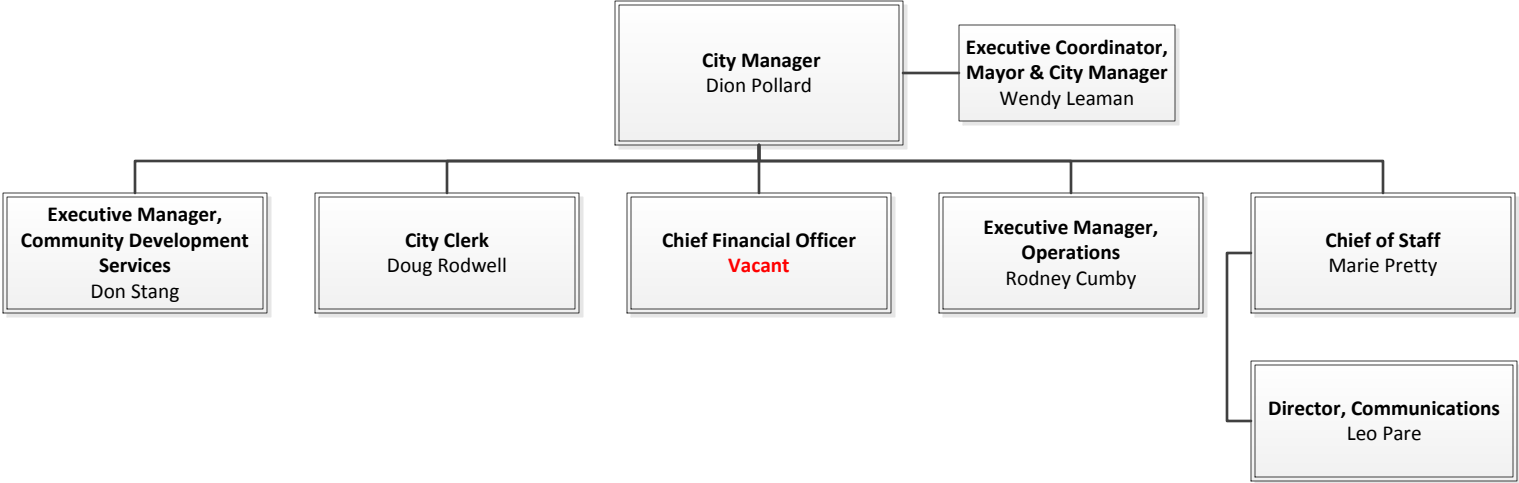 City Manager
Dion Pollard
Executive Coordinator,
Mayor & City Manager
Wendy Leaman
Executive Manager,
Community Development
Services
Don Stang
City Clerk
Doug Rodwell
Chief Financial Officer
Vacant
Executive Manager,
Operations
Rodney Cumby
Chief of Staff
Marie Pretty
Director, Communications
Leo Pare